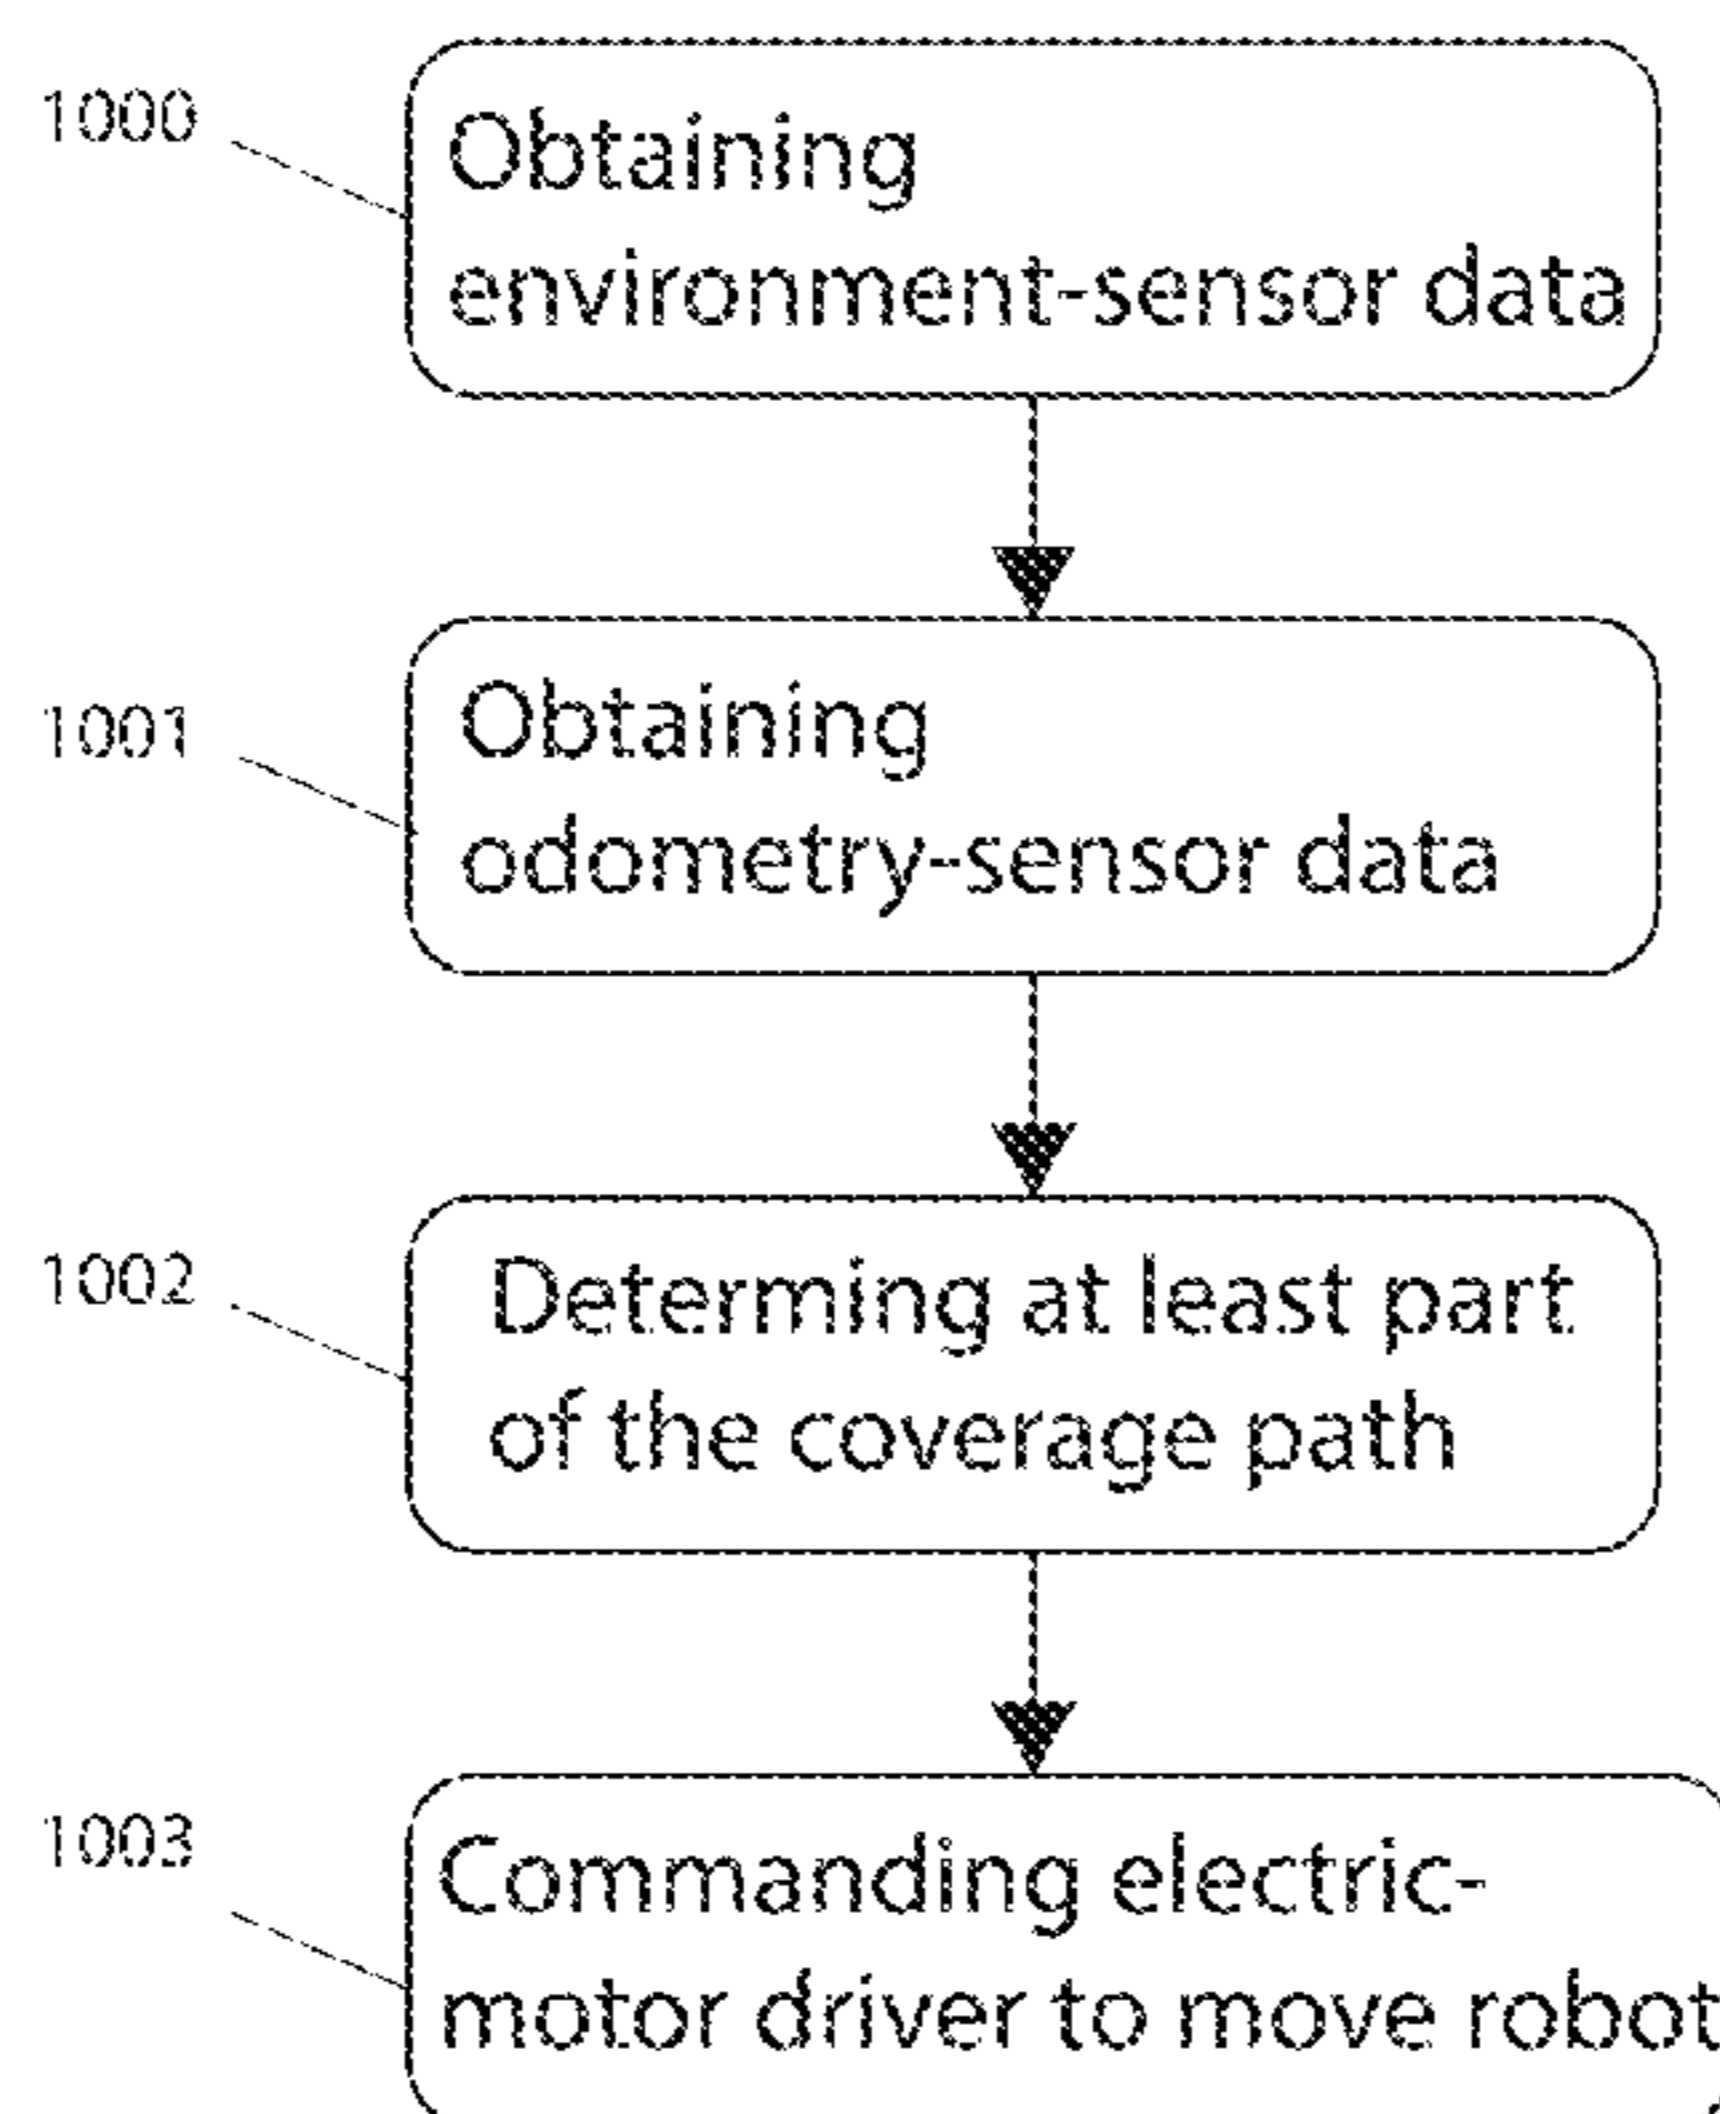 1000
Obtaining
environment-sensor data
1001
Obtaining
odometry-sensor data
1002
Determing at least part
of the coverage path
1003
Commanding electric-
motor driver to move robot